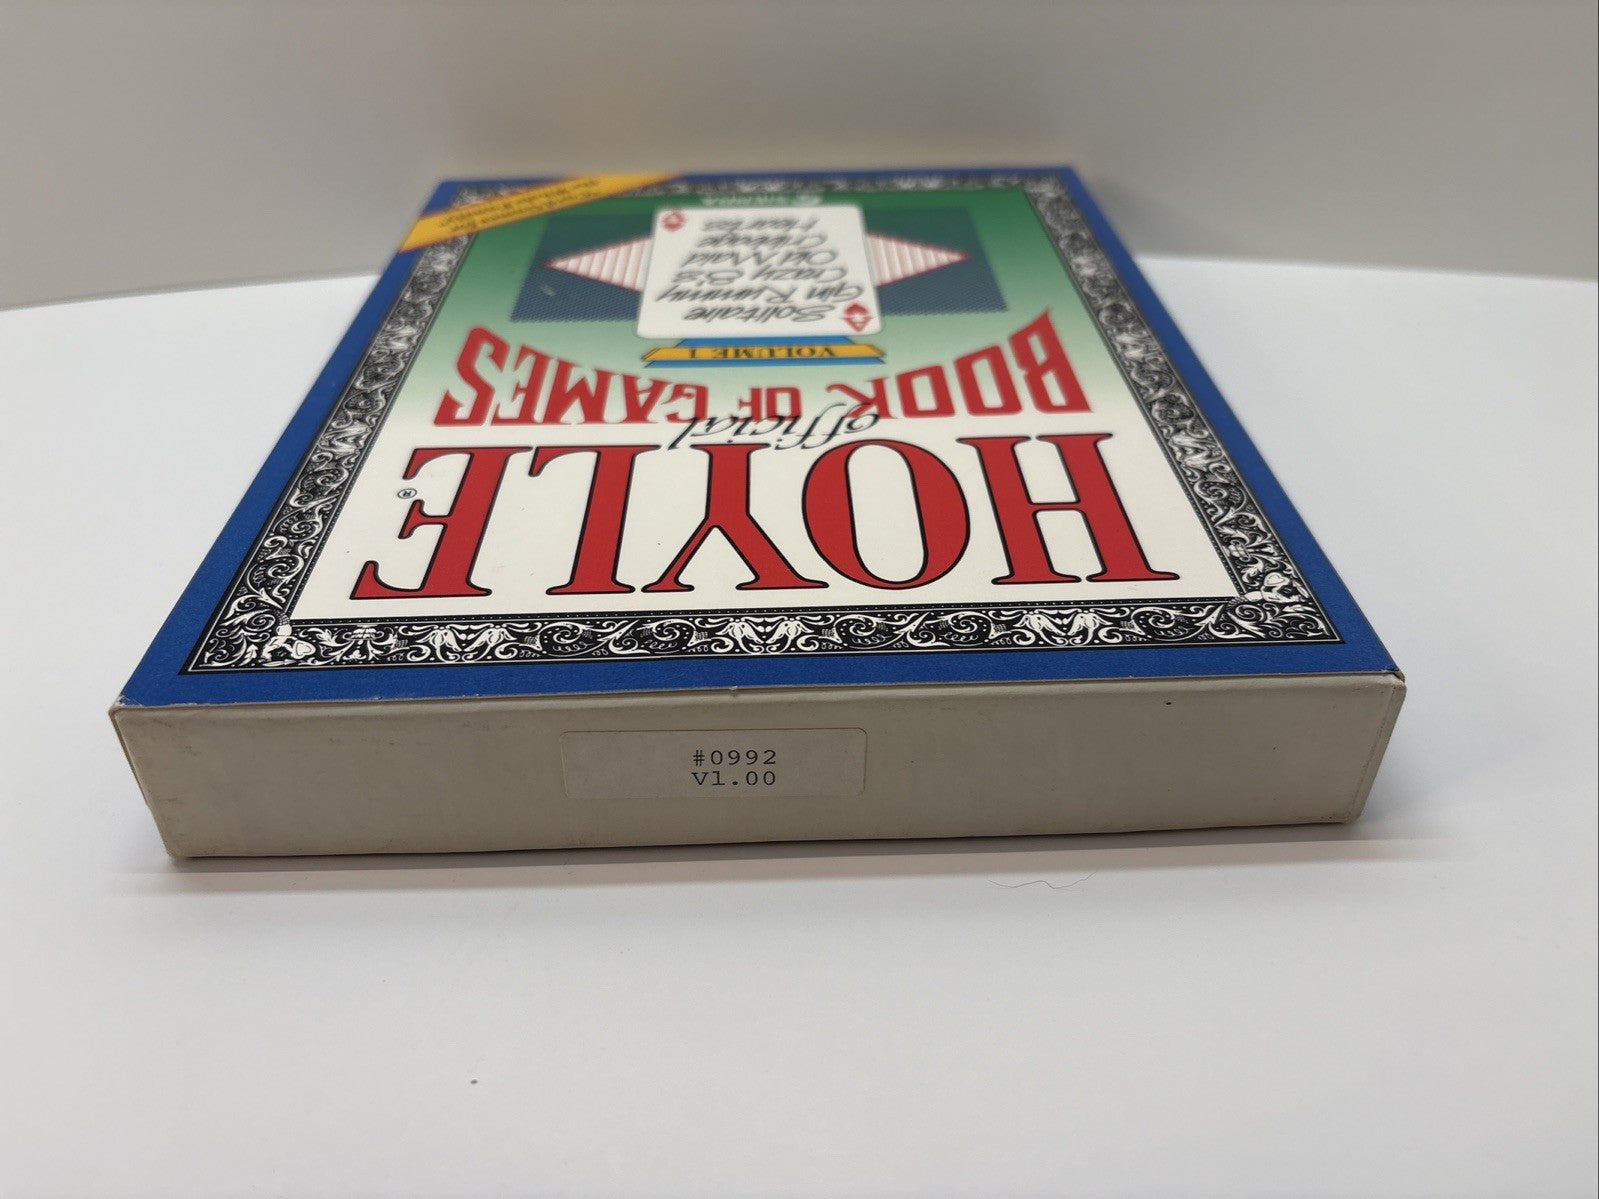 HOYLE®
official
BOOK OF GAMES
VOLUME 1
Solitaire
Gin Rummy
Crazy 8's
Old Maid
Cribbage
Hearts
SIERRA
#0992
V1.00